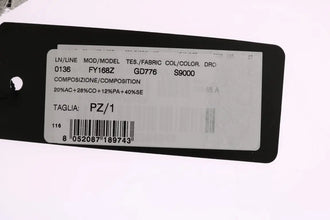 LN/LINE MOD/MODEL TES./FABRIC COL/COLOR. DRO
0136 FY168Z GD776 S9000
COMPOSIZIONE/COMPOSITION
20%AC+28%CO+12%PA+40%SE
TAGLIA: PZ/1
116
8 052087 189743